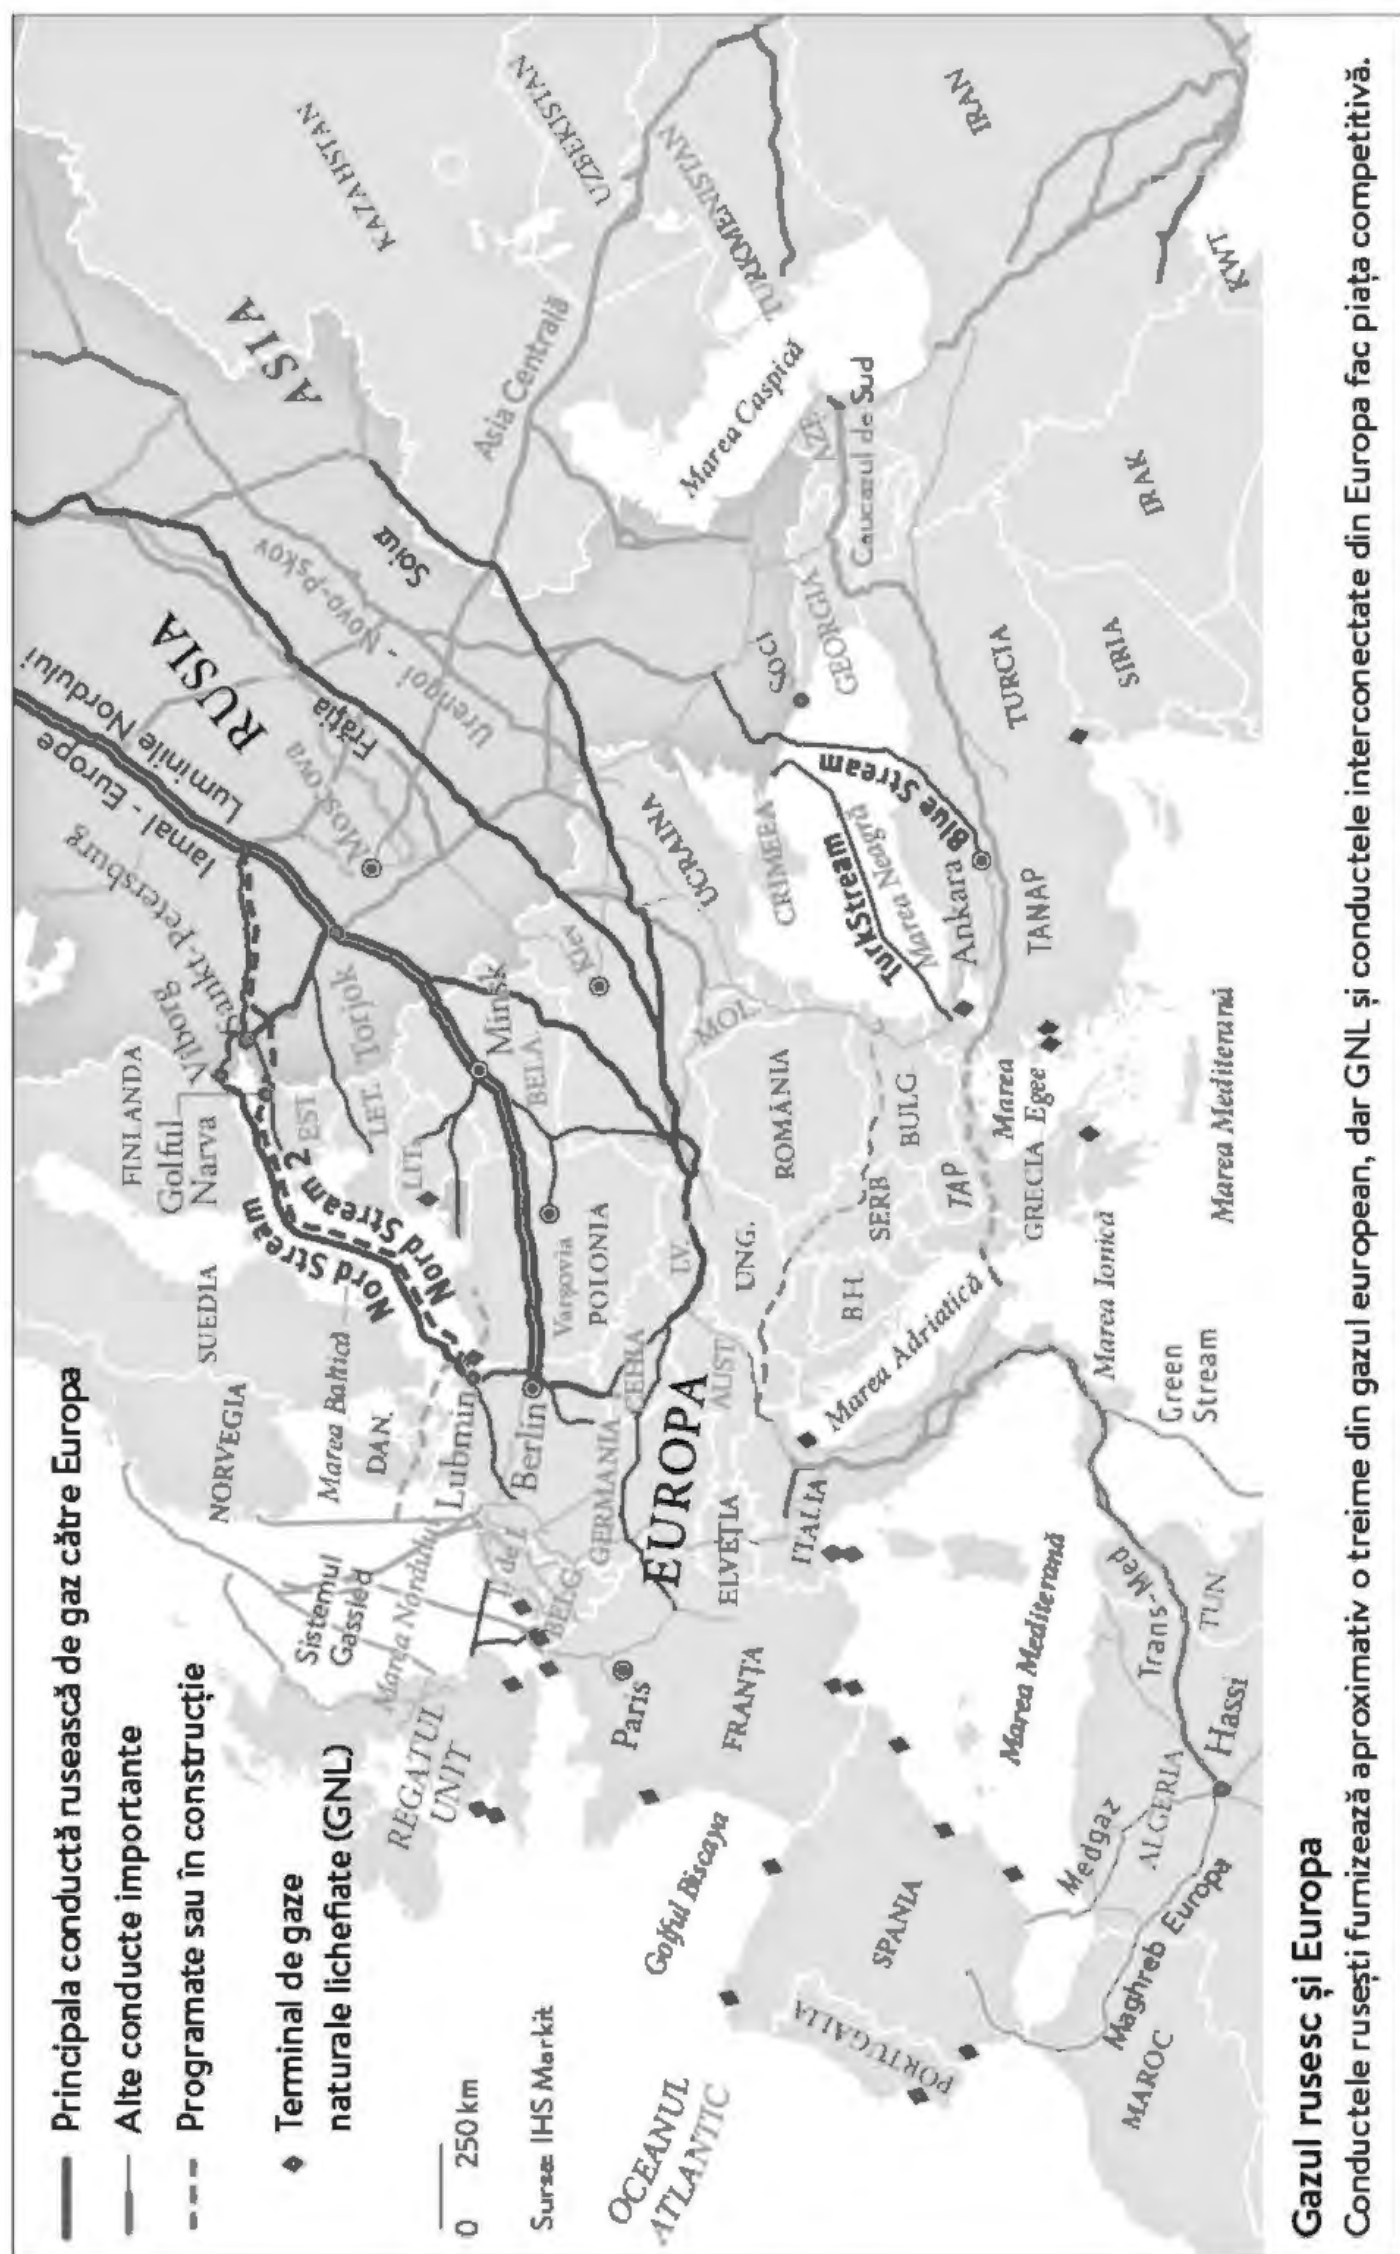 Principala conductă rusească de gaz către Europa
Alte conducte importante
Programate sau în construcție
Terminal de gaze
naturale lichefiate (GNL)
0 250 km
Sursa: IHS Markit
OCEANUL
ATLANTIC
NORVEGIA
SUEDIA
FINLANDA
Golful
Narva
Vîborg
Sankt-Petersburg
Iamal - Europe
Luminile Nordului
RUSIA
ASIA
KAZAHSTAN
UZBEKISTAN
TURKMENISTAN
IRAN
KWT
IRAK
SIRIA
TURCIA
Asia Centrală
Marea Caspică
AZE.
Caucazul de Sud
GEORGIA
SOCI
Soiuz
Urengoi - Novo-Pskov
Frăția
Moscova
Torjok
EST.
LET.
LIT.
Minsk
BELA.
Kiev
UCRAINA
CRIMEEA
MOL.
Nord Stream
Nord Stream 2
Marea Baltică
DAN.
Lubmin
Berlin
Varșovia
POLONIA
GERMANIA
CEHIA
Sistemul
Gassled
Marea Nordului
REGATUL
UNIT
BELG.
Paris
FRANȚA
EUROPA
ELVEȚIA
AUST.
UNG.
ROMÂNIA
SERB.
BULG.
B.H.
ITALIA
Marea Adriatică
TAP
GRECIA
Marea
Egee
TurkStream
Marea Neagră
Blue Stream
Ankara
TANAP
Marea Ionică
Marea Mediterană
Green
Stream
Marea Mediterană
Golful Biscaya
SPANIA
PORTUGALIA
Trans-Med
TUN
Hassi
ALGERIA
Medgaz
Maghreb Europa
MAROC
Gazul rusesc și Europa
Conductele rusești furnizează aproximativ o treime din gazul european, dar GNL și conductele interconectate din Europa fac piața competitivă.